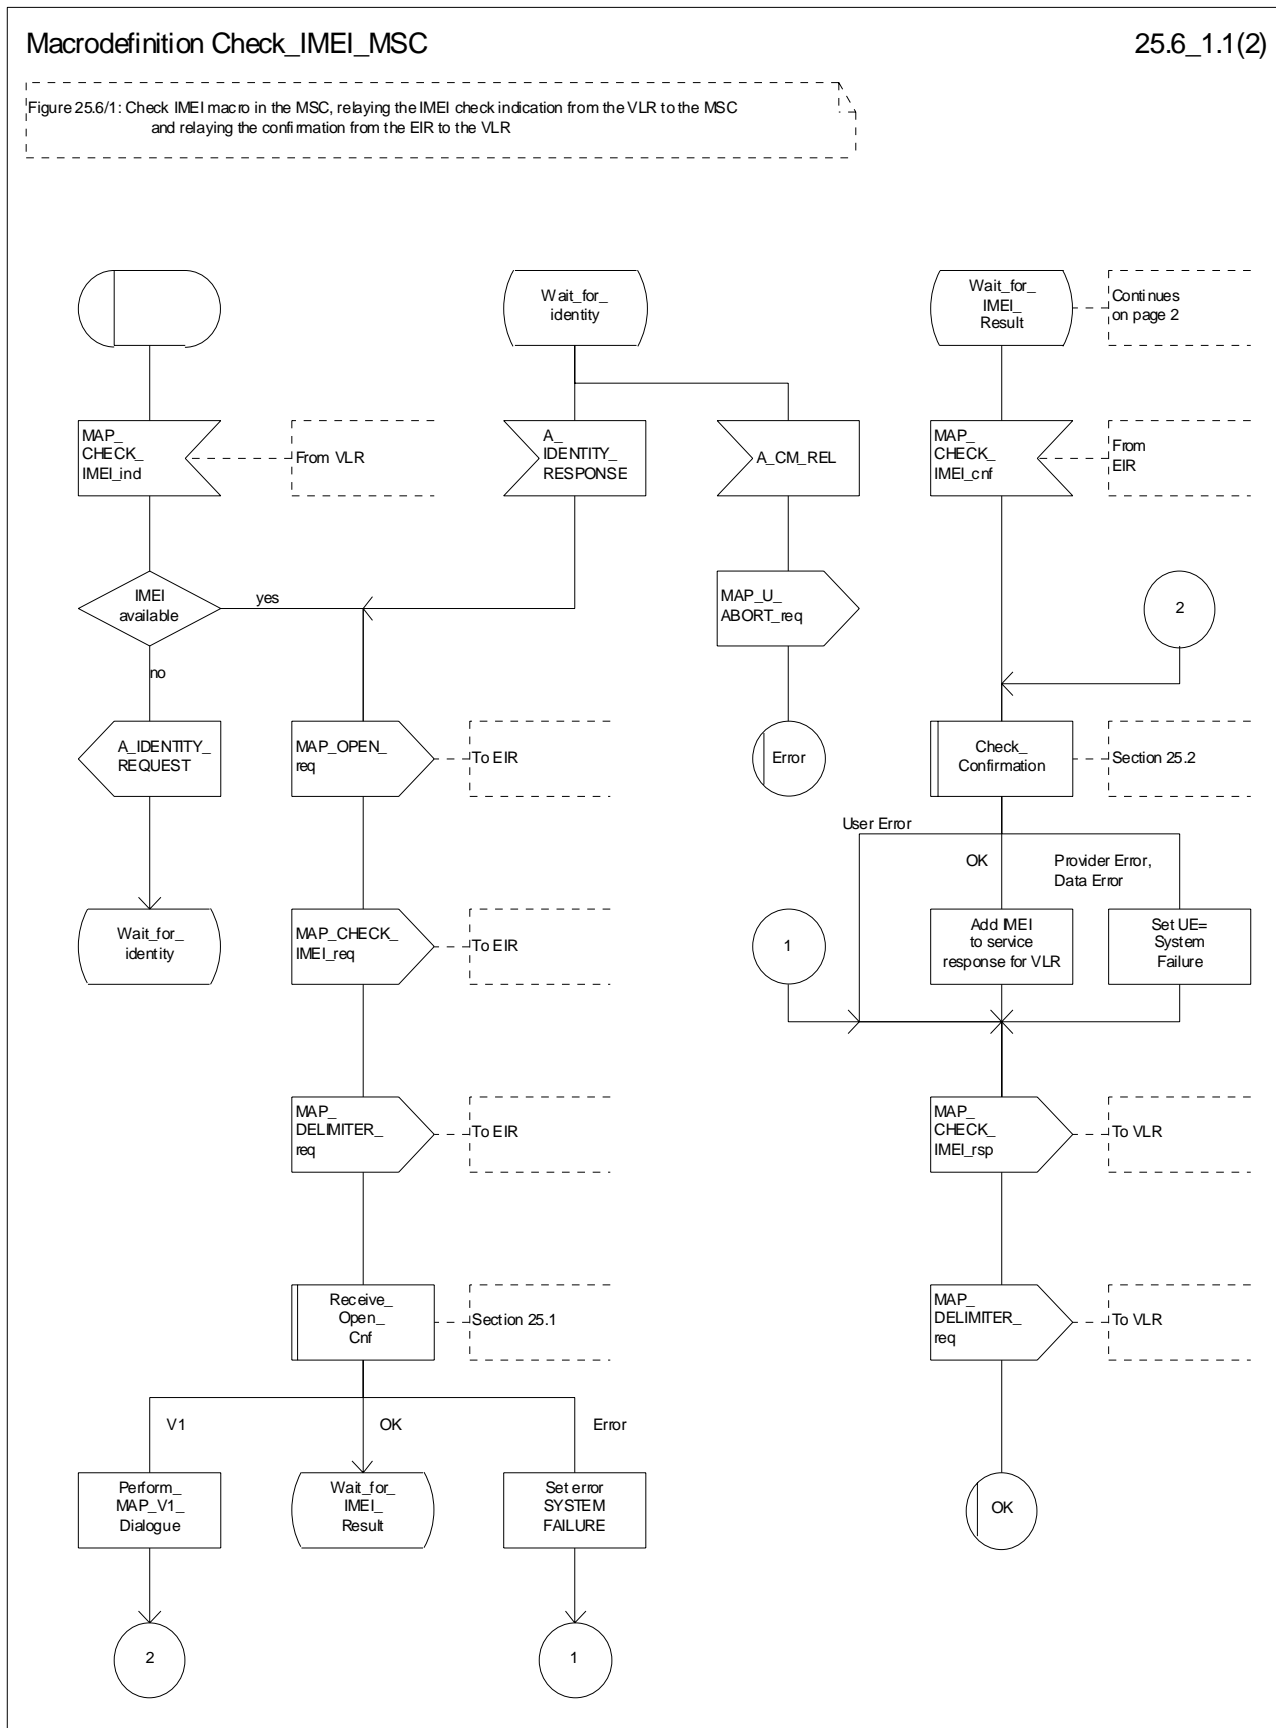 Macrodefinition Check_IMEI_MSC
25.6_1.1(2)
Figure 25.6/1: Check IMEI macro in the MSC, relaying the IMEI check indication from the VLR to the MSC
and relaying the confirmation from the EIR to the VLR
Wait_for_
identity
Wait_for_
IMEI_
Result
Continues
on page 2
MAP_
CHECK_
IMEI_ind
From VLR
A_
IDENTITY_
RESPONSE
A_CM_REL
MAP_
CHECK_
IMEI_cnf
From
EIR
IMEI
available
yes
no
MAP_U_
ABORT_req
2
A_IDENTITY_
REQUEST
MAP_OPEN_
req
To EIR
Error
Check_
Confirmation
Section 25.2
User Error
OK
Provider Error,
Data Error
Wait_for_
identity
MAP_CHECK_
IMEI_req
To EIR
1
Add IMEI
to service
response for VLR
Set UE=
System
Failure
MAP_
DELIMITER_
req
To EIR
MAP_
CHECK_
IMEI_rsp
To VLR
Receive_
Open_
Cnf
Section 25.1
MAP_
DELIMITER_
req
To VLR
V1
OK
Error
Perform_
MAP_V1_
Dialogue
Wait_for_
IMEI_
Result
Set error
SYSTEM
FAILURE
OK
2
1